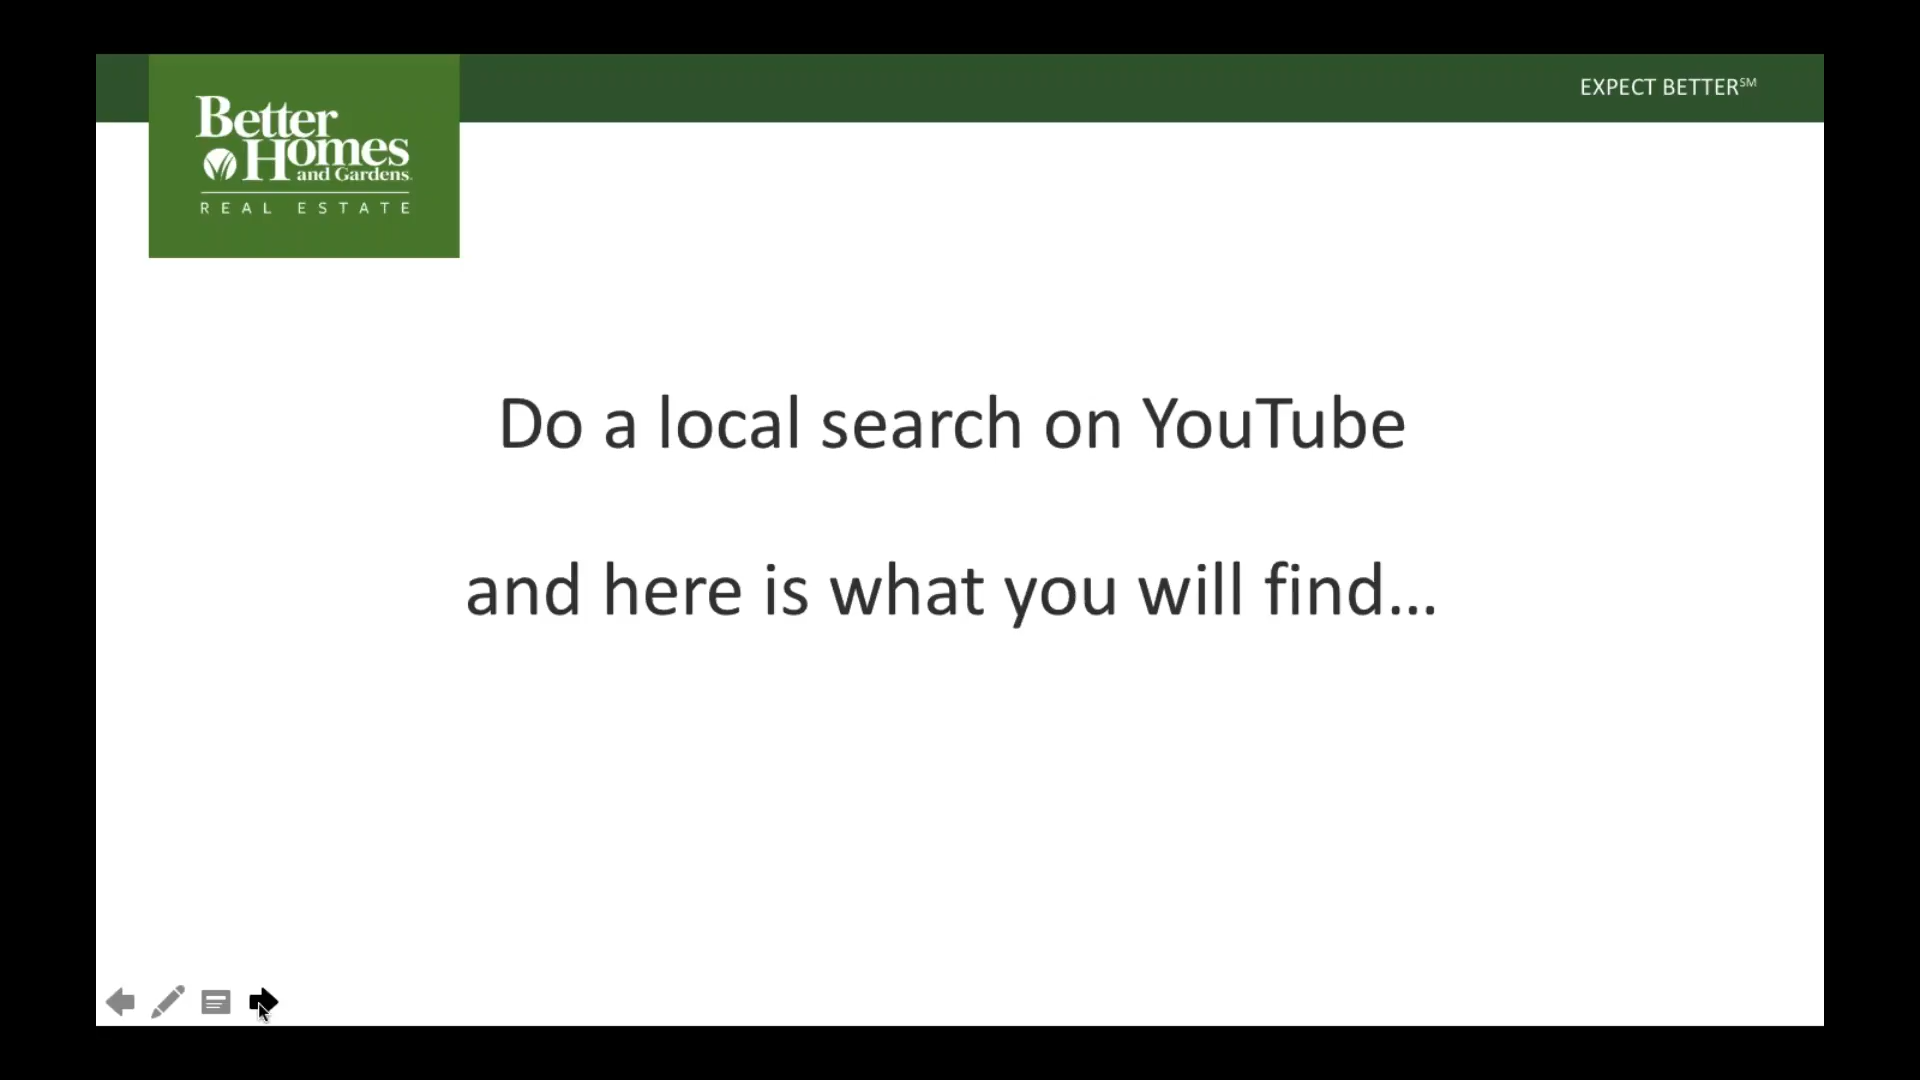 Better
Homes
and Gardens
REAL ESTATE
EXPECT BETTER℠
Do a local search on YouTube
and here is what you will find...